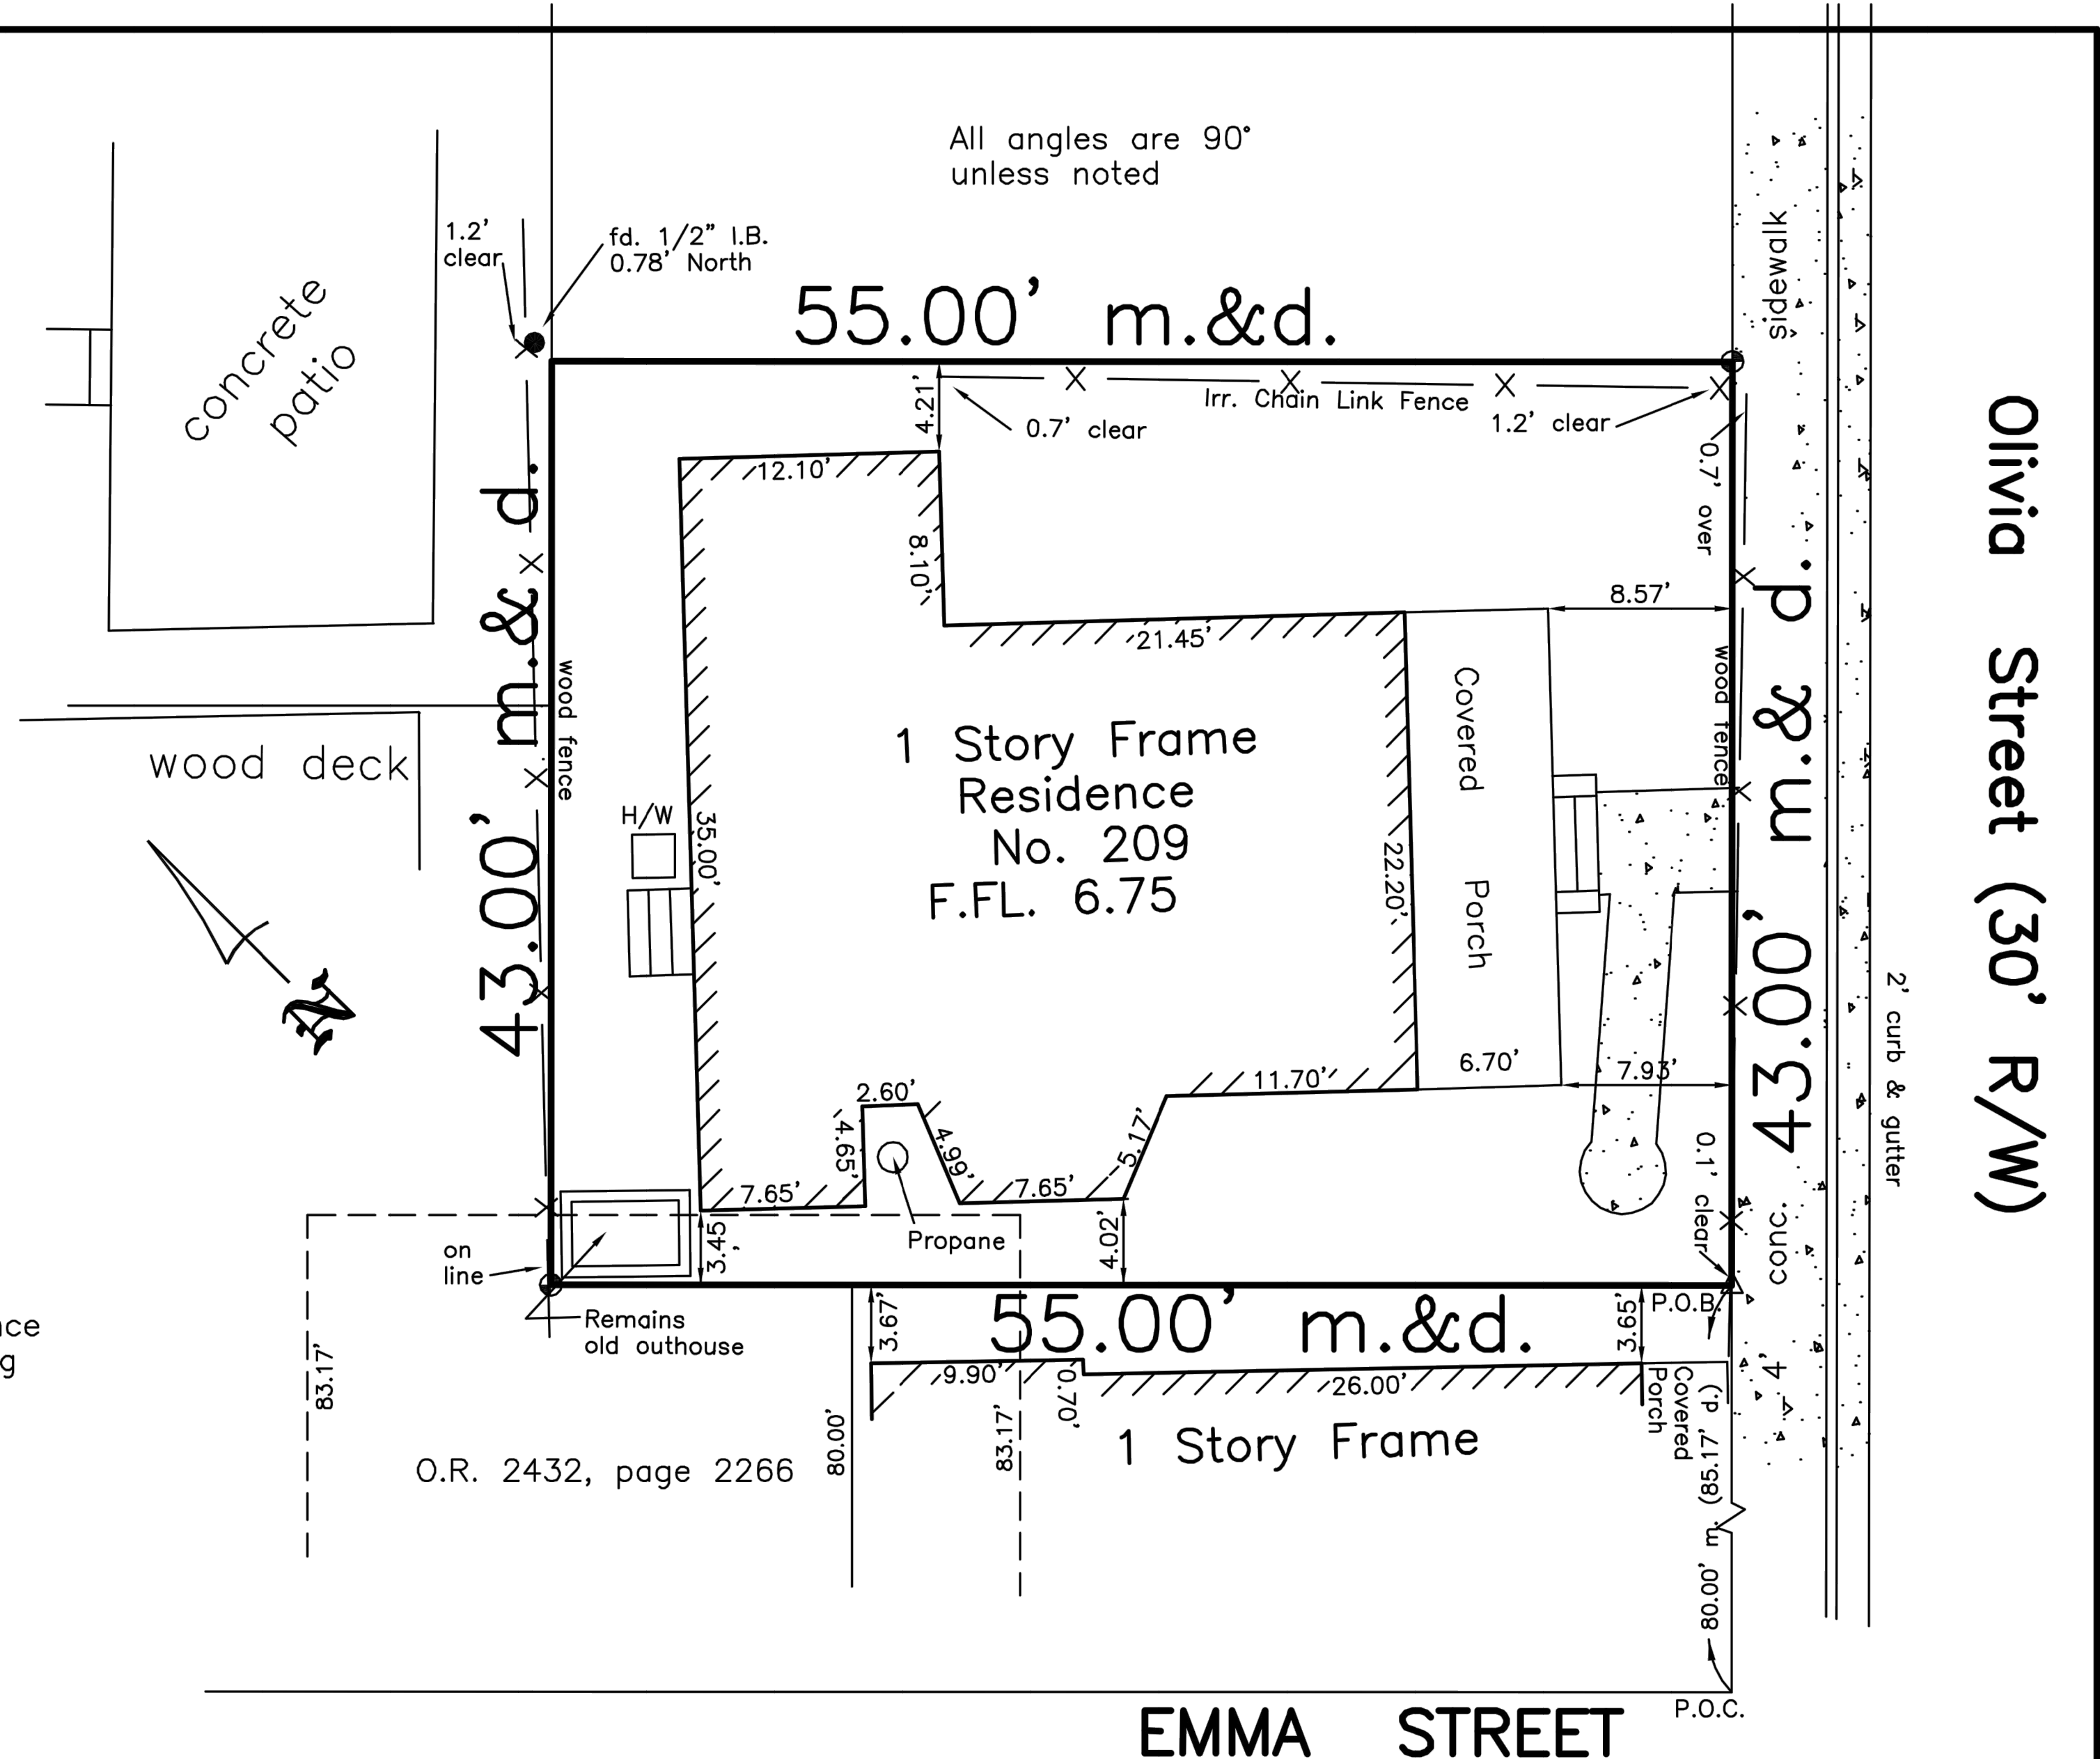 All angles are 90°
unless noted
1.2'
clear
fd. 1/2" I.B.
0.78' North
concrete
patio
55.00' m.&d.
sidewalk
4.21'
0.7' clear
Irr. Chain Link Fence
1.2' clear
0.7' over
12.10'
8.10'
21.45'
8.57'
43.00' m.& d.
wood fence
wood deck
H/W
35.00'
1 Story Frame
Residence
No. 209
F.FL. 6.75
22.20'
Covered Porch
wood fence
43.00' m.& d.
Olivia Street (30' R/W)
2' curb & gutter
N
2.60'
4.65'
4.99'
5.17'
11.70'
6.70'
7.93'
7.65'
7.65'
Propane
3.45'
4.02'
0.1' clear
conc.
4'
on
line
Remains
old outhouse
nce
g
83.17'
3.67'
55.00' m.&d.
3.65'
P.O.B.
9.90'
0.70'
26.00'
Covered
Porch
80.00'
83.17'
1 Story Frame
O.R. 2432, page 2266
80.00' m. (85.17' p.)
P.O.C.
EMMA STREET